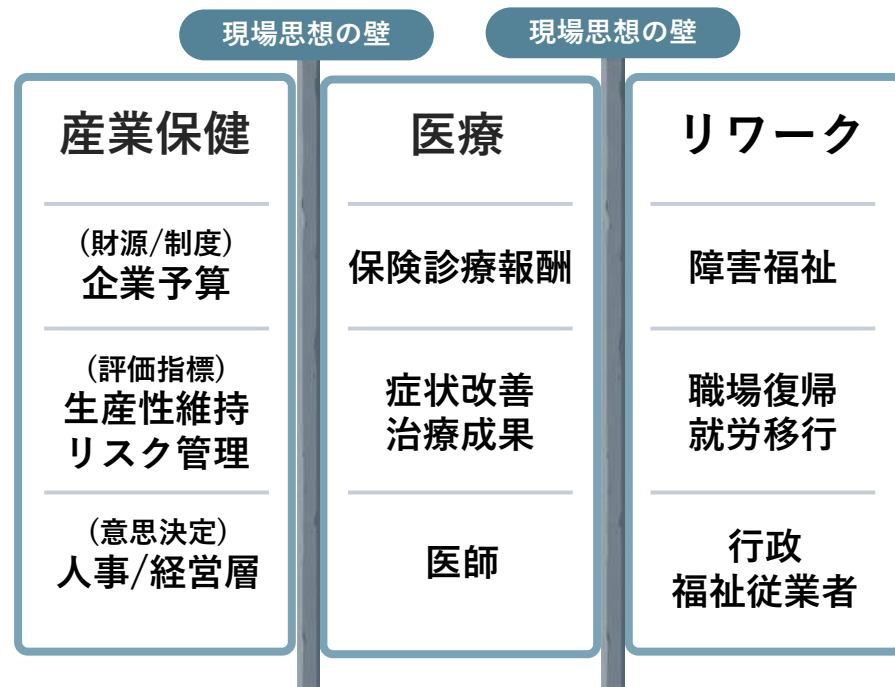 現場思想の壁
現場思想の壁
産業保健
(財源/制度)
企業予算
(評価指標)
生産性維持
リスク管理
(意思決定)
人事/経営層
医療
保険診療報酬
症状改善
治療成果
医師
リワーク
障害福祉
職場復帰
就労移行
行政
福祉従業者